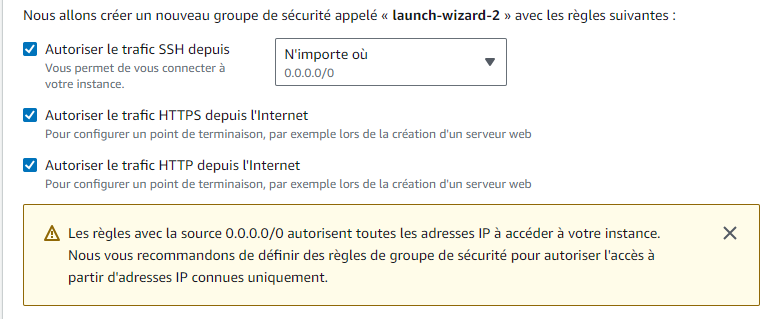 Nous allons créer un nouveau groupe de sécurité appelé « launch-wizard-2 » avec les règles suivantes :
Autoriser le trafic SSH depuis
Vous permet de vous connecter à
votre instance.
N'importe où
0.0.0.0/0
Autoriser le trafic HTTPS depuis l'Internet
Pour configurer un point de terminaison, par exemple lors de la création d'un serveur web
Autoriser le trafic HTTP depuis l'Internet
Pour configurer un point de terminaison, par exemple lors de la création d'un serveur web
Les règles avec la source 0.0.0.0/0 autorisent toutes les adresses IP à accéder à votre instance.
Nous vous recommandons de définir des règles de groupe de sécurité pour autoriser l'accès à
partir d'adresses IP connues uniquement.